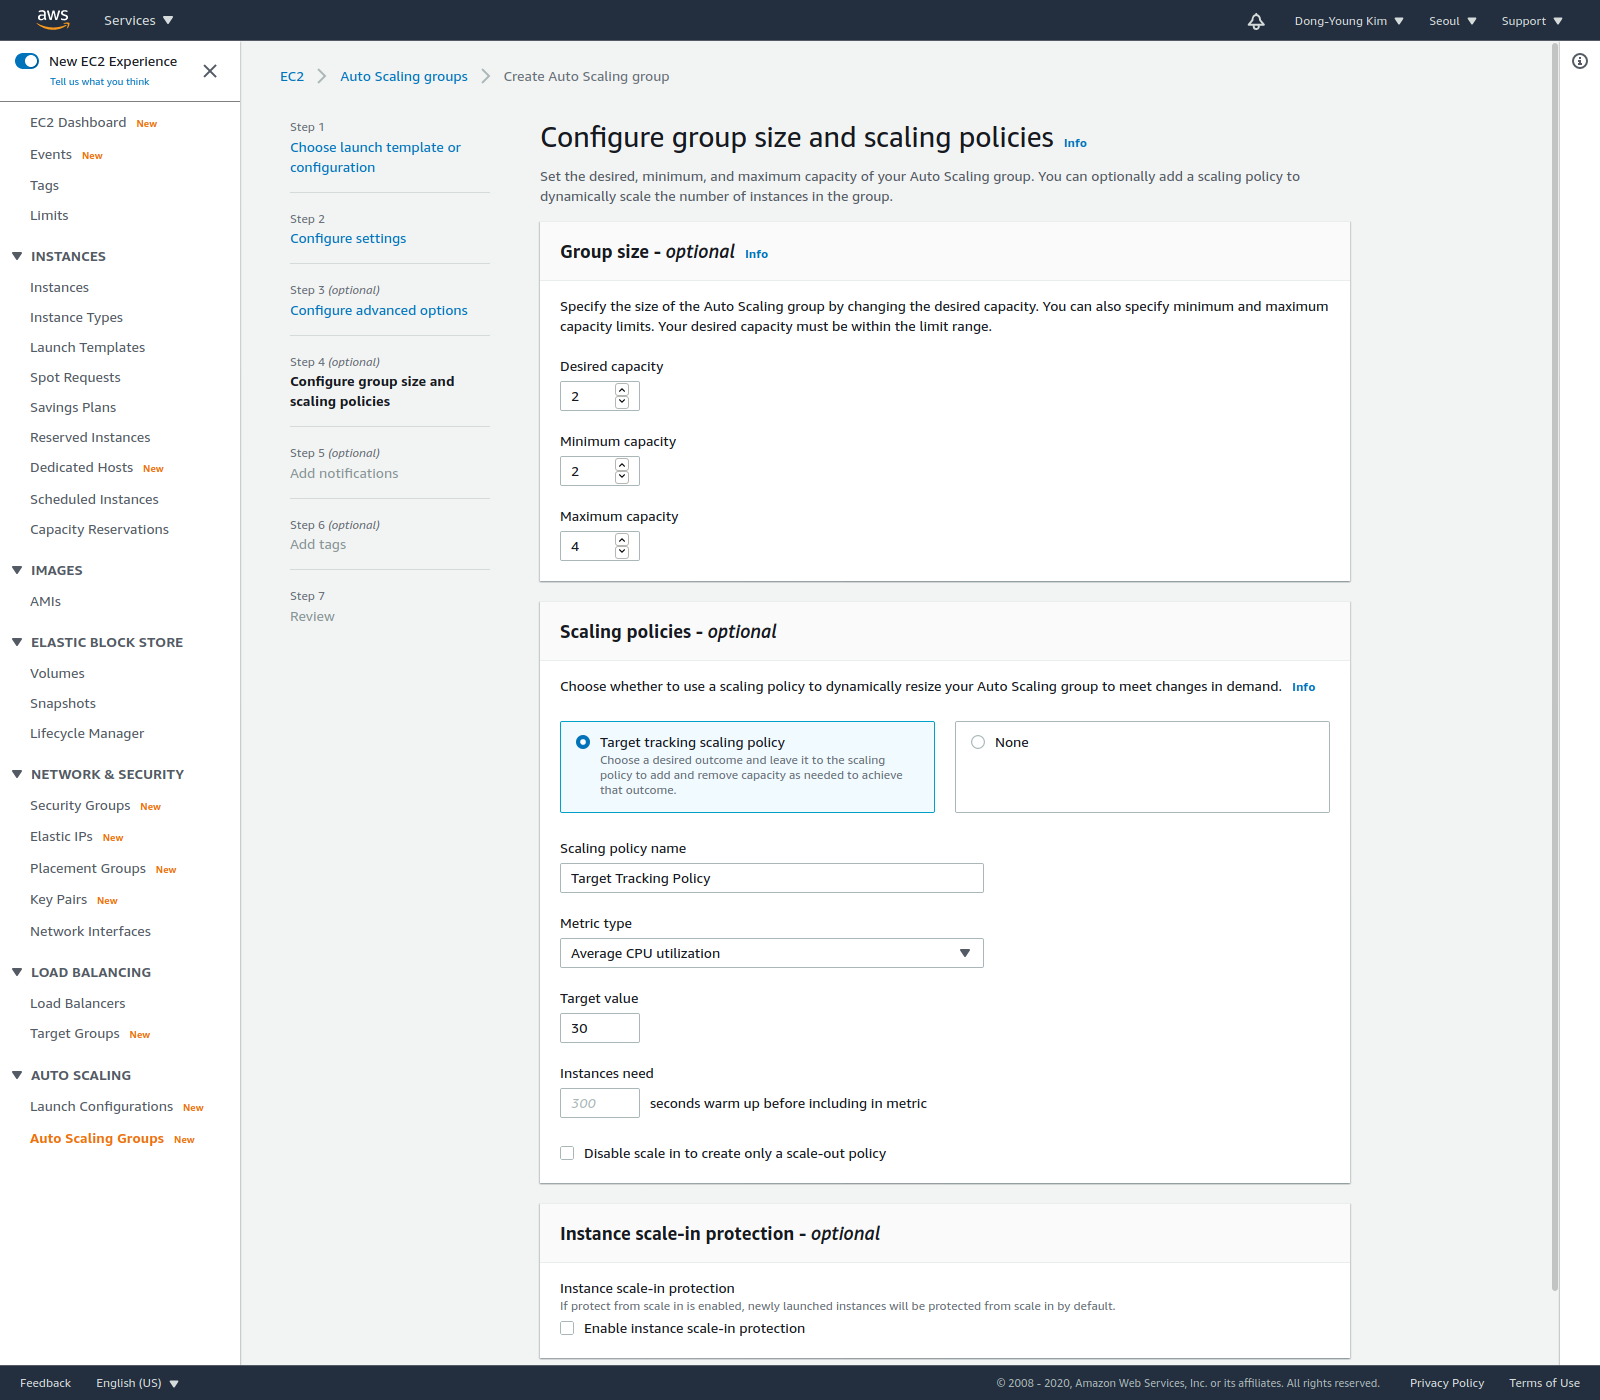 aws
Services
Dong-Young Kim
Seoul
Support
New EC2 Experience
Tell us what you think
EC2 Dashboard New
Events New
Tags
Limits
INSTANCES
Instances
Instance Types
Launch Templates
Spot Requests
Savings Plans
Reserved Instances
Dedicated Hosts New
Scheduled Instances
Capacity Reservations
IMAGES
AMIs
ELASTIC BLOCK STORE
Volumes
Snapshots
Lifecycle Manager
NETWORK & SECURITY
Security Groups New
Elastic IPs New
Placement Groups New
Key Pairs New
Network Interfaces
LOAD BALANCING
Load Balancers
Target Groups New
AUTO SCALING
Launch Configurations New
Auto Scaling Groups New
EC2 Auto Scaling groups Create Auto Scaling group
Step 1
Choose launch template or
configuration
Step 2
Configure settings
Step 3 (optional)
Configure advanced options
Step 4 (optional)
Configure group size and
scaling policies
Step 5 (optional)
Add notifications
Step 6 (optional)
Add tags
Step 7
Review
Configure group size and scaling policies Info
Set the desired, minimum, and maximum capacity of your Auto Scaling group. You can optionally add a scaling policy to
dynamically scale the number of instances in the group.
Group size - optional Info
Specify the size of the Auto Scaling group by changing the desired capacity. You can also specify minimum and maximum
capacity limits. Your desired capacity must be within the limit range.
Desired capacity
2
Minimum capacity
2
Maximum capacity
4
Scaling policies - optional
Choose whether to use a scaling policy to dynamically resize your Auto Scaling group to meet changes in demand. Info
Target tracking scaling policy
Choose a desired outcome and leave it to the scaling
policy to add and remove capacity as needed to achieve
that outcome.
None
Scaling policy name
Target Tracking Policy
Metric type
Average CPU utilization
Target value
30
Instances need
300 seconds warm up before including in metric
Disable scale in to create only a scale-out policy
Instance scale-in protection - optional
Instance scale-in protection
If protect from scale in is enabled, newly launched instances will be protected from scale in by default.
Enable instance scale-in protection
Feedback
English (US)
© 2008 - 2020, Amazon Web Services, Inc. or its affiliates. All rights reserved.
Privacy Policy
Terms of Use